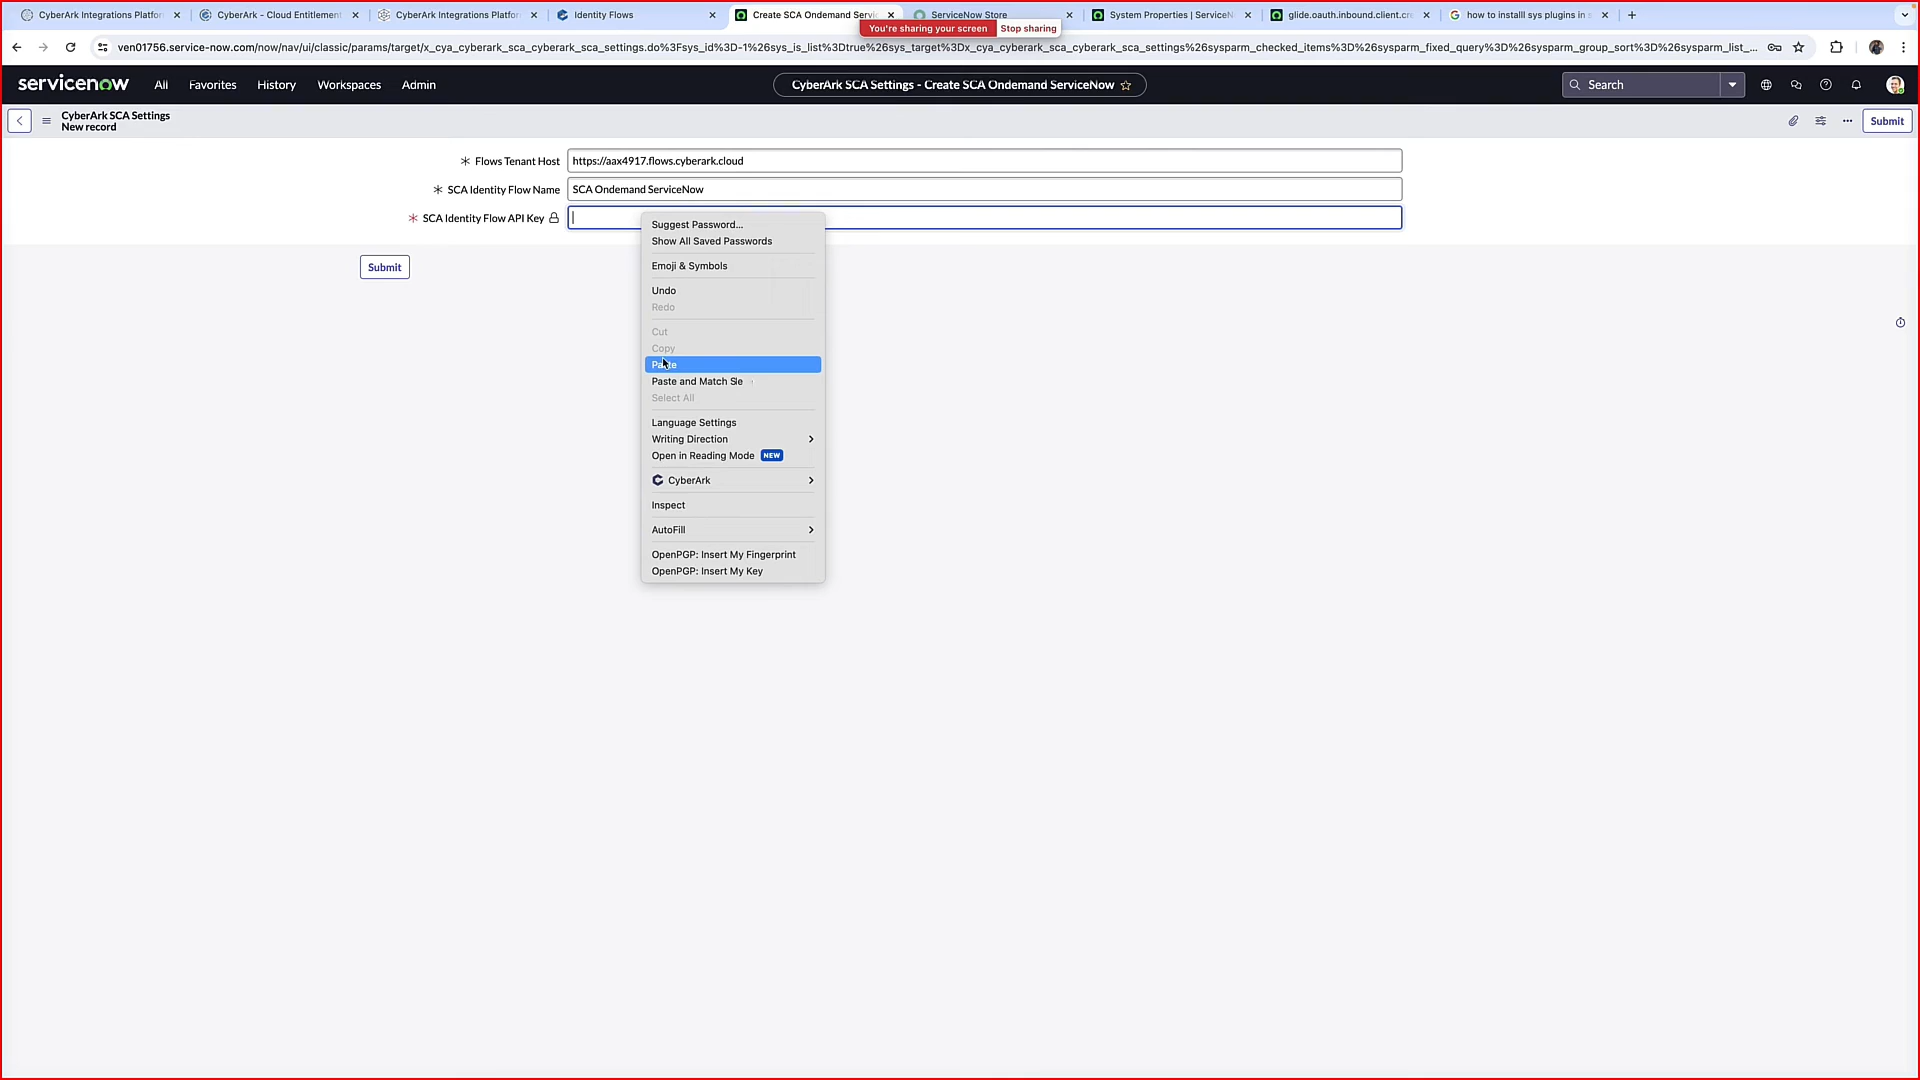 CyberArk Integrations Platfor
CyberArk - Cloud Entitlement
CyberArk Integrations Platfor
Identity Flows
Create SCA Ondemand Servic
ServiceNow Store
System Properties | ServiceN
glide.oauth.inbound.client.cr
how to installl sys plugins in s
You're sharing your screen
Stop sharing
ven01756.service-now.com/now/nav/ui/classic/params/target/x_cya_cyberark_sca_cyberark_sca_settings.do%3Fsys_id%3D-1%26sys_is_list%3Dtrue%26sys_target%3Dx_cya_cyberark_sca_cyberark_sca_settings%26sysparm_checked_items%3D%26sysparm_fixed_query%3D%26sysparm_group_sort%3D%26sysparm_list_...
servicenow
All
Favorites
History
Workspaces
Admin
CyberArk SCA Settings - Create SCA Ondemand ServiceNow
Search
CyberArk SCA Settings
New record
Submit
* Flows Tenant Host
https://aax4917.flows.cyberark.cloud
* SCA Identity Flow Name
SCA Ondemand ServiceNow
* SCA Identity Flow API Key
Submit
Suggest Password...
Show All Saved Passwords
Emoji & Symbols
Undo
Redo
Cut
Copy
Paste
Paste and Match
Select All
Language Settings
Writing Direction
Open in Reading Mode NEW
CyberArk
Inspect
AutoFill
OpenPGP: Insert My Fingerprint
OpenPGP: Insert My Key